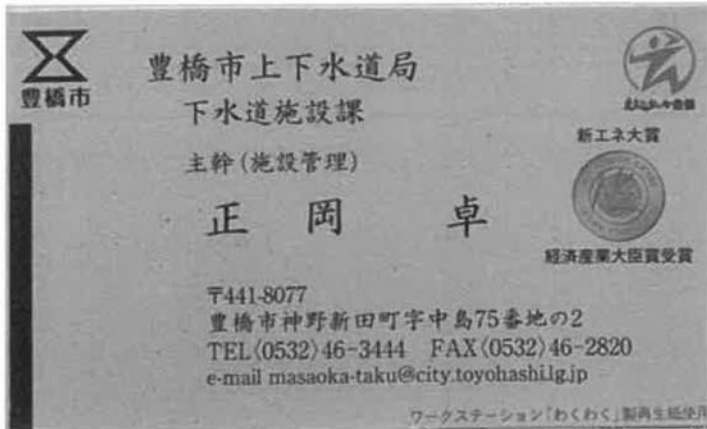 豊橋市
豊橋市上下水道局
下水道施設課
主幹(施設管理)
正岡 卓
新エネ大賞
経済産業大臣賞受賞
〒441-8077
豊橋市神野新田町字中島75番地の2
TEL〈0532〉46-3444 FAX〈0532〉46-2820
e-mail masaoka-taku@city.toyohashi.lg.jp
ワークステーション「わくわく」製再生紙使用